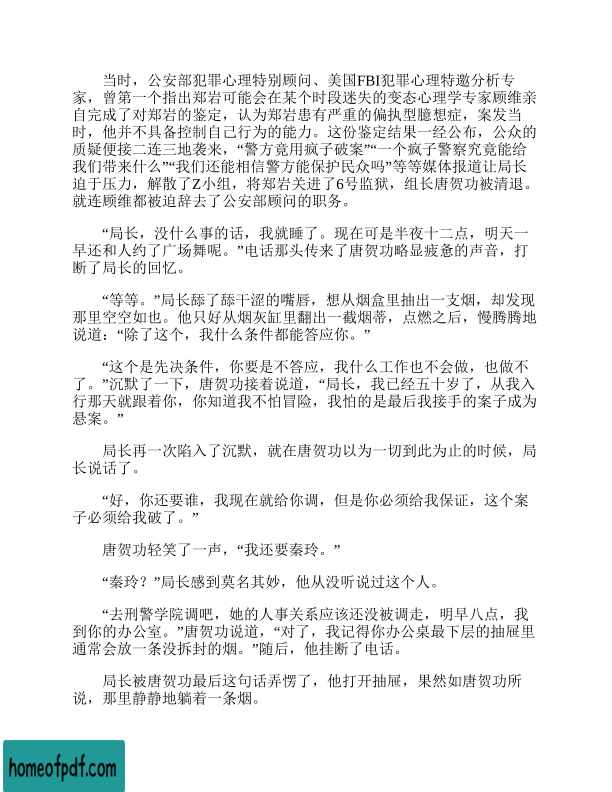 当时，公安部犯罪心理特别顾问、美国FBI犯罪心理特邀分析专
家，曾第一个指出郑岩可能会在某个时段迷失的变态心理学专家顾维亲
自完成了对郑岩的鉴定，认为郑岩患有严重的偏执型臆想症，案发当
时，他并不具备控制自己行为的能力。这份鉴定结果一经公布，公众的
质疑便接二连三地袭来，“警方竟用疯子破案”“一个疯子警察究竟能给
我们带来什么”“我们还能相信警方能保护民众吗”等等媒体报道让局长
迫于压力，解散了Z小组，将郑岩关进了6号监狱，组长唐贺功被清退。
就连顾维都被迫辞去了公安部顾问的职务。
“局长，没什么事的话，我就睡了。现在可是半夜十二点，明天一
早还和人约了广场舞呢。”电话那头传来了唐贺功略显疲惫的声音，打
断了局长的回忆。
“等等。”局长舔了舔干涩的嘴唇，想从烟盒里抽出一支烟，却发现
那里空空如也。他只好从烟灰缸里翻出一截烟蒂，点燃之后，慢腾腾地
说道：“除了这个，我什么条件都能答应你。”
“这个是先决条件，你要是不答应，我什么工作也不会做，也做不
了。”沉默了一下，唐贺功接着说道，“局长，我已经五十岁了，从我入
行那天就跟着你，你知道我不怕冒险，我怕的是最后我接手的案子成为
悬案。”
局长再一次陷入了沉默，就在唐贺功以为一切到此为止的时候，局
长说话了。
“好，你还要谁，我现在就给你调，但是你必须给我保证，这个案
子必须给我破了。”
唐贺功轻笑了一声，“我还要秦玲。”
“秦玲？”局长感到莫名其妙，他从没听说过这个人。
“去刑警学院调吧，她的人事关系应该还没被调走，明早八点，我
到你的办公室。”唐贺功说道，“对了，我记得你办公桌最下层的抽屉里
通常会放一条没拆封的烟。”随后，他挂断了电话。
局长被唐贺功最后这句话弄愣了，他打开抽屉，果然如唐贺功所
说，那里静静地躺着一条烟。
homeofpdf.com